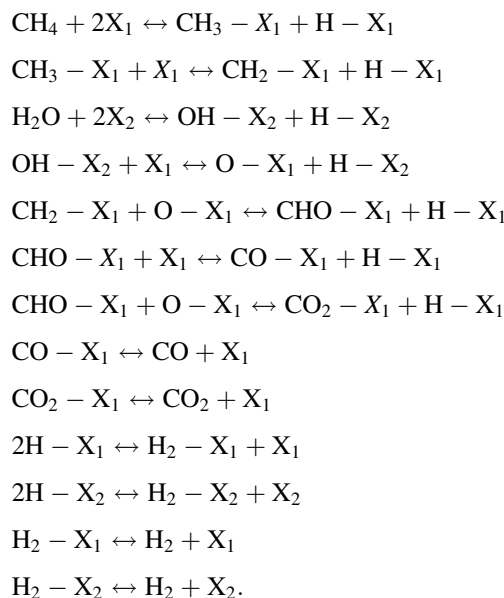 CH₄ + 2X₁ ↔ CH₃ − X₁ + H − X₁
CH₃ − X₁ + X₁ ↔ CH₂ − X₁ + H − X₁
H₂O + 2X₂ ↔ OH − X₂ + H − X₂
OH − X₂ + X₁ ↔ O − X₁ + H − X₂
CH₂ − X₁ + O − X₁ ↔ CHO − X₁ + H − X₁
CHO − X₁ + X₁ ↔ CO − X₁ + H − X₁
CHO − X₁ + O − X₁ ↔ CO₂ − X₁ + H − X₁
CO − X₁ ↔ CO + X₁
CO₂ − X₁ ↔ CO₂ + X₁
2H − X₁ ↔ H₂ − X₁ + X₁
2H − X₂ ↔ H₂ − X₂ + X₂
H₂ − X₁ ↔ H₂ + X₁
H₂ − X₂ ↔ H₂ + X₂.